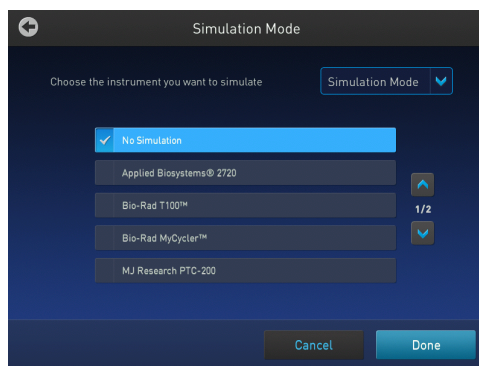 Simulation Mode
Choose the instrument you want to simulate
Simulation Mode
No Simulation
Applied Biosystems® 2720
Bio-Rad T100™
1/2
Bio-Rad MyCycler™
MJ Research PTC-200
Cancel
Done